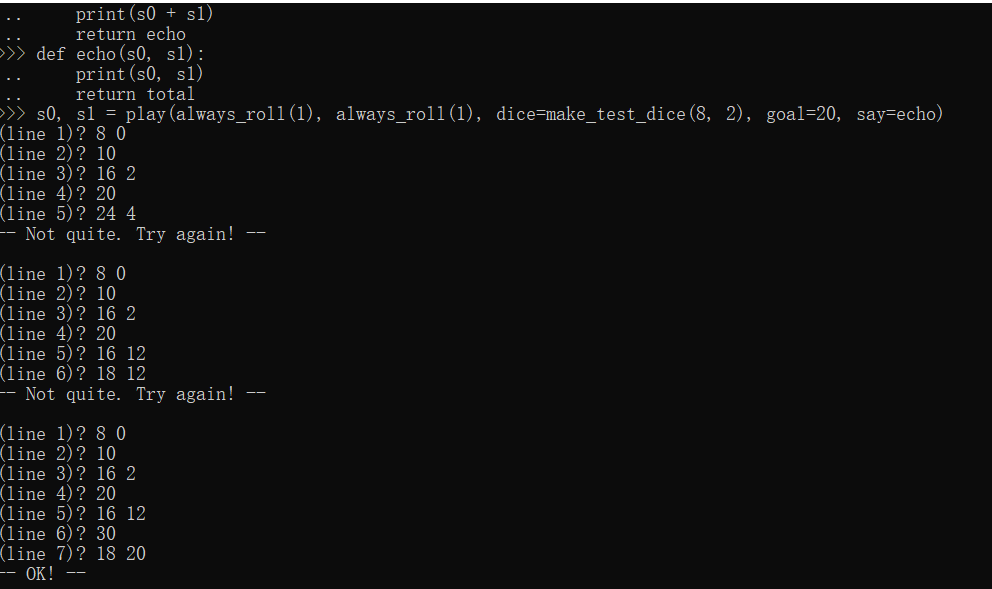 ..     print(s0 + s1)
..     return echo
>>> def echo(s0, s1):
..     print(s0, s1)
..     return total
>>> s0, s1 = play(always_roll(1), always_roll(1), dice=make_test_dice(8, 2), goal=20, say=echo)
(line 1)? 8 0
(line 2)? 10
(line 3)? 16 2
(line 4)? 20
(line 5)? 24 4
-- Not quite. Try again! --

(line 1)? 8 0
(line 2)? 10
(line 3)? 16 2
(line 4)? 20
(line 5)? 16 12
(line 6)? 18 12
-- Not quite. Try again! --

(line 1)? 8 0
(line 2)? 10
(line 3)? 16 2
(line 4)? 20
(line 5)? 16 12
(line 6)? 30
(line 7)? 18 20
-- OK! --